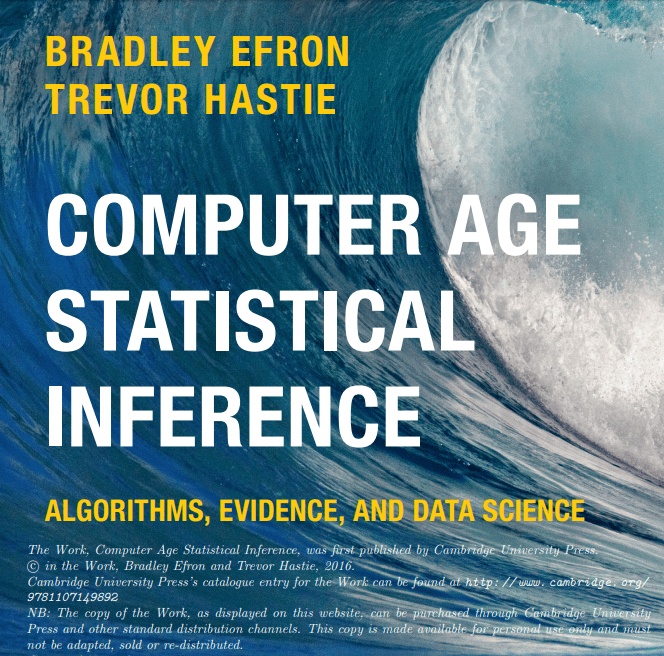 BRADLEY EFRON
TREVOR HASTIE
COMPUTER AGE
STATISTICAL
INFERENCE
ALGORITHMS, EVIDENCE, AND DATA SCIENCE
The Work, Computer Age Statistical Inference, was first published by Cambridge University Press.
© in the Work, Bradley Efron and Trevor Hastie, 2016.
Cambridge University Press's catalogue entry for the Work can be found at http: // www. cambridge. org/
9781107149892
NB: The copy of the Work, as displayed on this website, can be purchased through Cambridge University
Press and other standard distribution channels. This copy is made available for personal use only and must
not be adapted, sold or re-distributed.